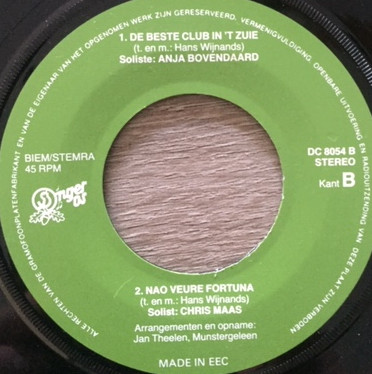 ALLE RECHTEN VAN DE GRAMOFOONPLATENFABRIKANT EN VAN DE EIGENAAR VAN HET OPGENOMEN WERK ZIJN GERESERVEERD. VERMENIGVULDIGING, OPENBARE UITVOERING EN RADIOUITZENDING VAN DEZE PLAAT ZIJN VERBODEN
1. DE BESTE CLUB IN 'T ZUIE
(t. en m.: Hans Wijnands)
Soliste: ANJA BOVENDAARD
BIEM/STEMRA
45 RPM
DC 8054 B
STEREO
Kant B
2. NAO VEURE FORTUNA
(t. en m.: Hans Wijnands)
Solist: CHRIS MAAS
Arrangementen en opname:
Jan Theelen, Munstergeleen
MADE IN EEC